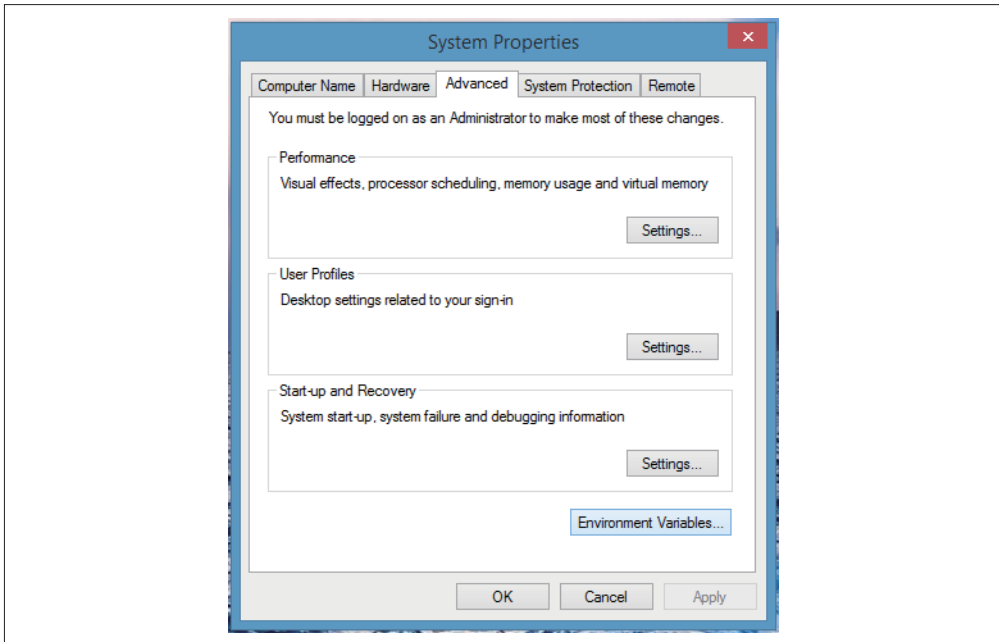 System Properties
Computer Name Hardware Advanced System Protection Remote
You must be logged on as an Administrator to make most of these changes.
Performance
Visual effects, processor scheduling, memory usage and virtual memory
Settings...
User Profiles
Desktop settings related to your sign-in
Settings...
Start-up and Recovery
System start-up, system failure and debugging information
Settings...
Environment Variables...
OK Cancel Apply